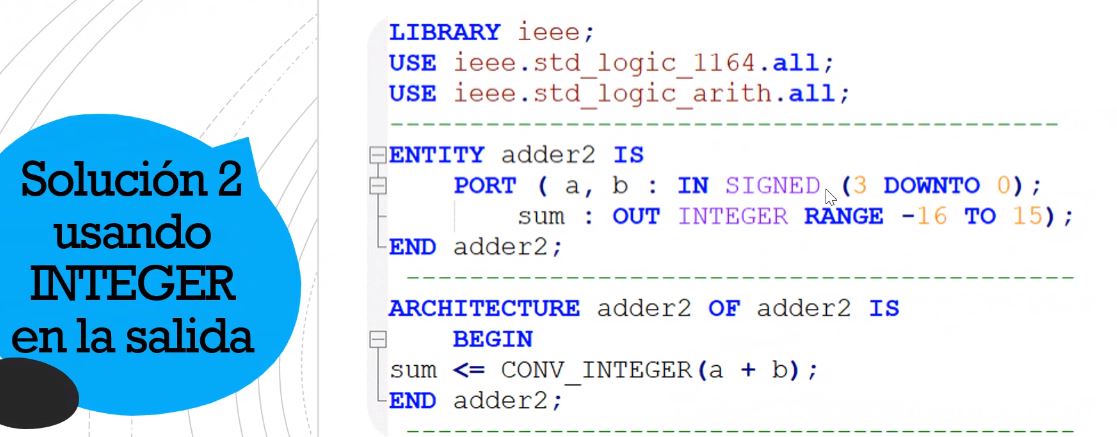 Solución 2
usando
INTEGER
en la salida
LIBRARY ieee;
USE ieee.std_logic_1164.all;
USE ieee.std_logic_arith.all;
------------------------------------------
ENTITY adder2 IS
PORT ( a, b : IN SIGNED (3 DOWNTO 0);
sum : OUT INTEGER RANGE -16 TO 15);
END adder2;
------------------------------------------
ARCHITECTURE adder2 OF adder2 IS
BEGIN
sum <= CONV_INTEGER(a + b);
END adder2;
------------------------------------------